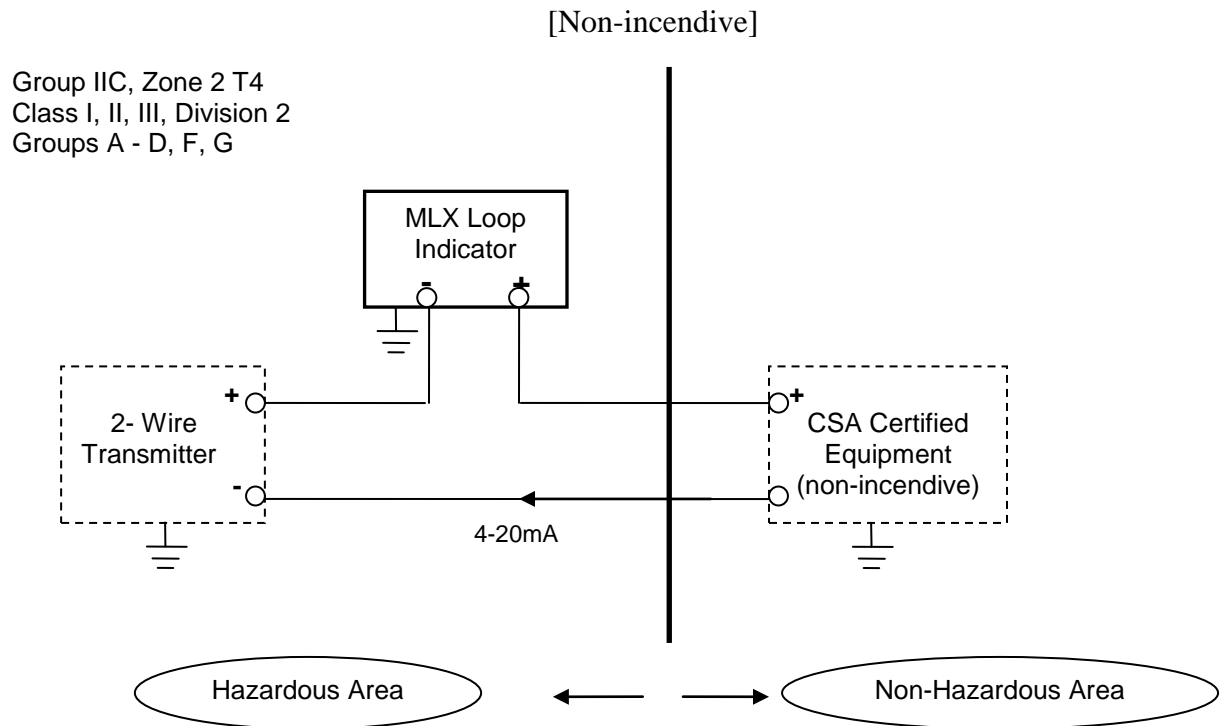 [Non-incendive]
Group IIC, Zone 2 T4
Class I, II, III, Division 2
Groups A - D, F, G
MLX Loop
Indicator
- +
+
2- Wire
Transmitter
-
+
CSA Certified
Equipment
(non-incendive)
4-20mA
Hazardous Area
Non-Hazardous Area